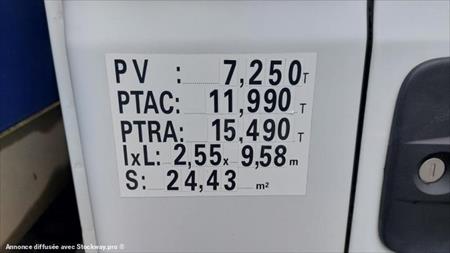 PV : 7,250 T
PTAC: 11,990 T
PTRA: 15,490 T
IxL: 2,55 x 9,58 m
S: 24,43 m²
Annonce diffusée avec Stockway.pro ®